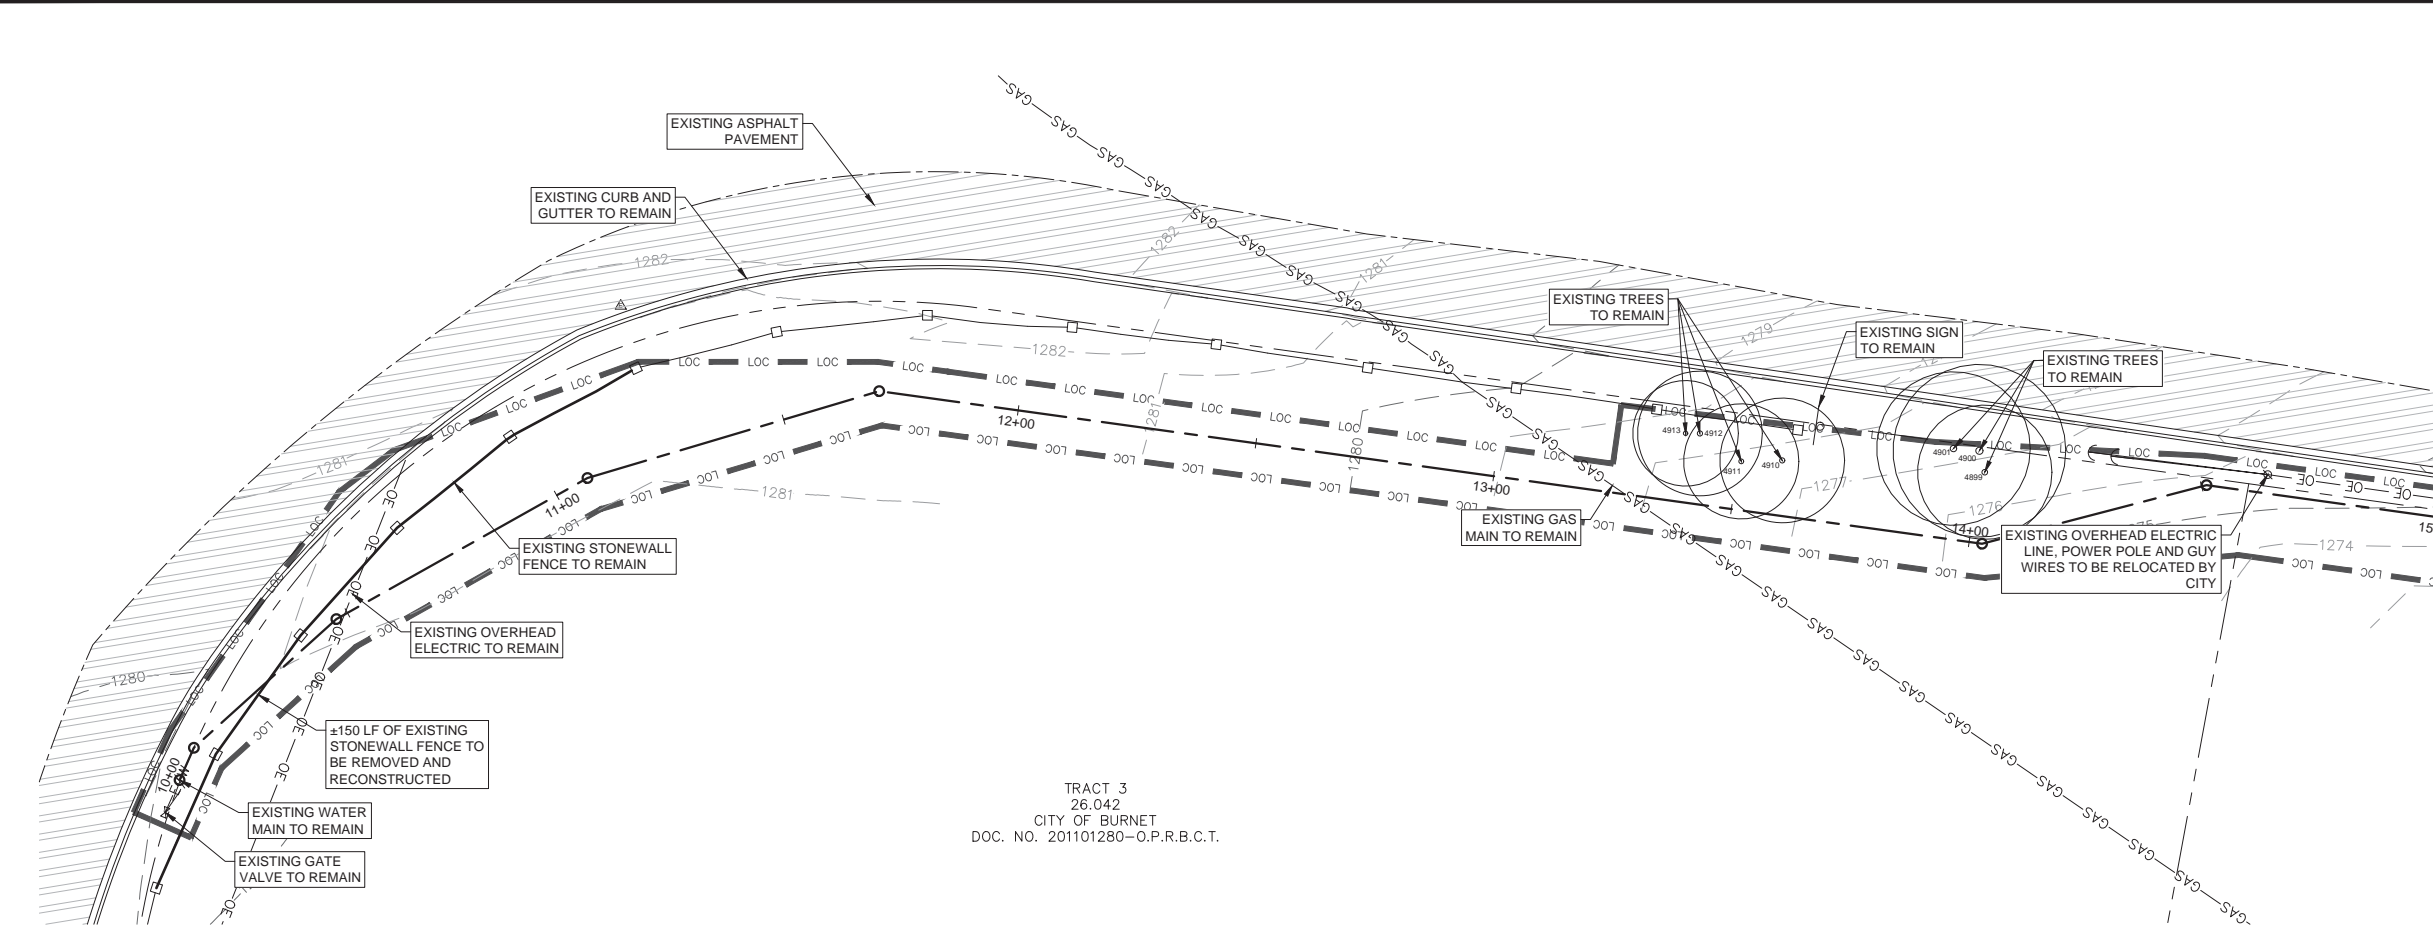 EXISTING ASPHALT
PAVEMENT
EXISTING CURB AND
GUTTER TO REMAIN
EXISTING TREES
TO REMAIN
EXISTING SIGN
TO REMAIN
EXISTING TREES
TO REMAIN
EXISTING GAS
MAIN TO REMAIN
EXISTING OVERHEAD ELECTRIC
LINE, POWER POLE AND GUY
WIRES TO BE RELOCATED BY
CITY
EXISTING STONEWALL
FENCE TO REMAIN
EXISTING OVERHEAD
ELECTRIC TO REMAIN
±150 LF OF EXISTING
STONEWALL FENCE TO
BE REMOVED AND
RECONSTRUCTED
EXISTING WATER
MAIN TO REMAIN
EXISTING GATE
VALVE TO REMAIN
TRACT 3
26.042
CITY OF BURNET
DOC. NO. 201101280-O.P.R.B.C.T.
10+00
11+00
12+00
13+00
14+00
1282
1282
1282
1281
1281
1281
1281
1280
1280
1279
1277
1276
1274
4913
4912
4911
4910
4901
4900
4899
GAS
LOC
OE